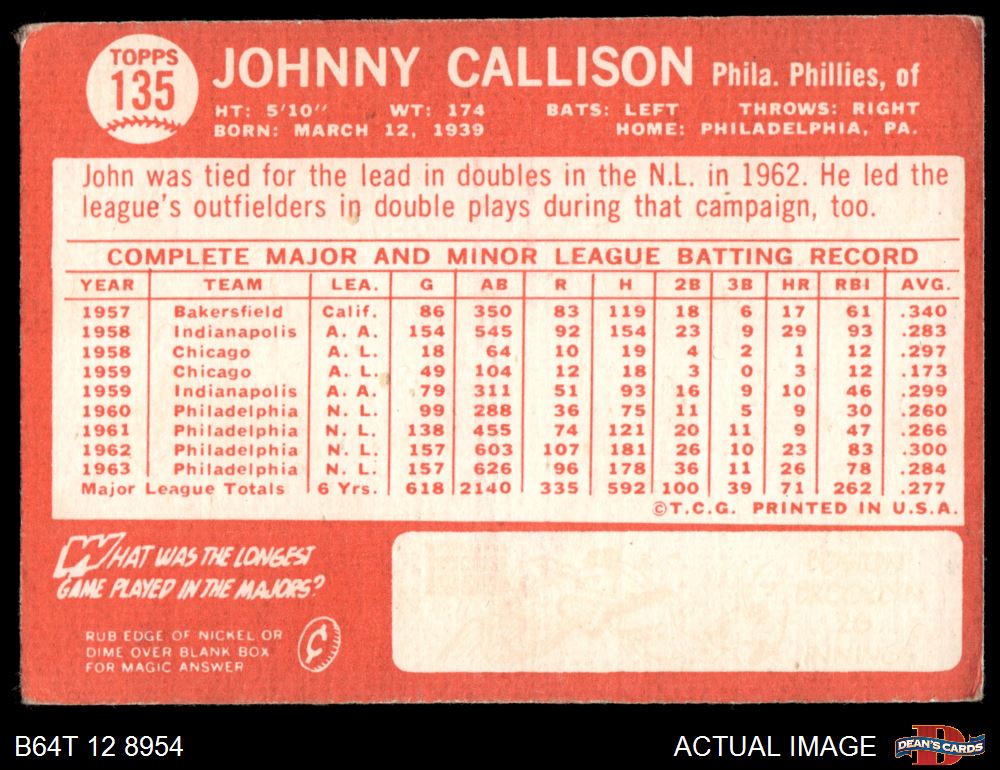 TOPPS
135
JOHNNY CALLISON Phila. Phillies, of
HT: 5'10" WT: 174 BATS: LEFT THROWS: RIGHT
BORN: MARCH 12, 1939 HOME: PHILADELPHIA, PA.
John was tied for the lead in doubles in the N.L. in 1962. He led the
league's outfielders in double plays during that campaign, too.
COMPLETE MAJOR AND MINOR LEAGUE BATTING RECORD
YEAR TEAM LEA. G AB R H 2B 3B HR RBI AVG.
1957 Bakersfield Calif. 86 350 83 119 18 6 17 61 .340
1958 Indianapolis A. A. 154 545 92 154 23 9 29 93 .283
1958 Chicago A. L. 18 64 10 19 4 2 1 12 .297
1959 Chicago A. L. 49 104 12 18 3 0 3 12 .173
1959 Indianapolis A. A. 79 311 51 93 16 9 10 46 .299
1960 Philadelphia N. L. 99 288 36 75 11 5 9 30 .260
1961 Philadelphia N. L. 138 455 74 121 20 11 9 47 .266
1962 Philadelphia N. L. 157 603 107 181 26 10 23 83 .300
1963 Philadelphia N. L. 157 626 96 178 36 11 26 78 .284
Major League Totals 6 Yrs. 618 2140 335 592 100 39 71 262 .277
©T.C.G. PRINTED IN U.S.A.
WHAT WAS THE LONGEST
GAME PLAYED IN THE MAJORS?
RUB EDGE OF NICKEL OR
DIME OVER BLANK BOX
FOR MAGIC ANSWER
BOSTON
BROOKLYN
26
INNINGS
B64T 12 8954
ACTUAL IMAGE
DEAN'S CARDS